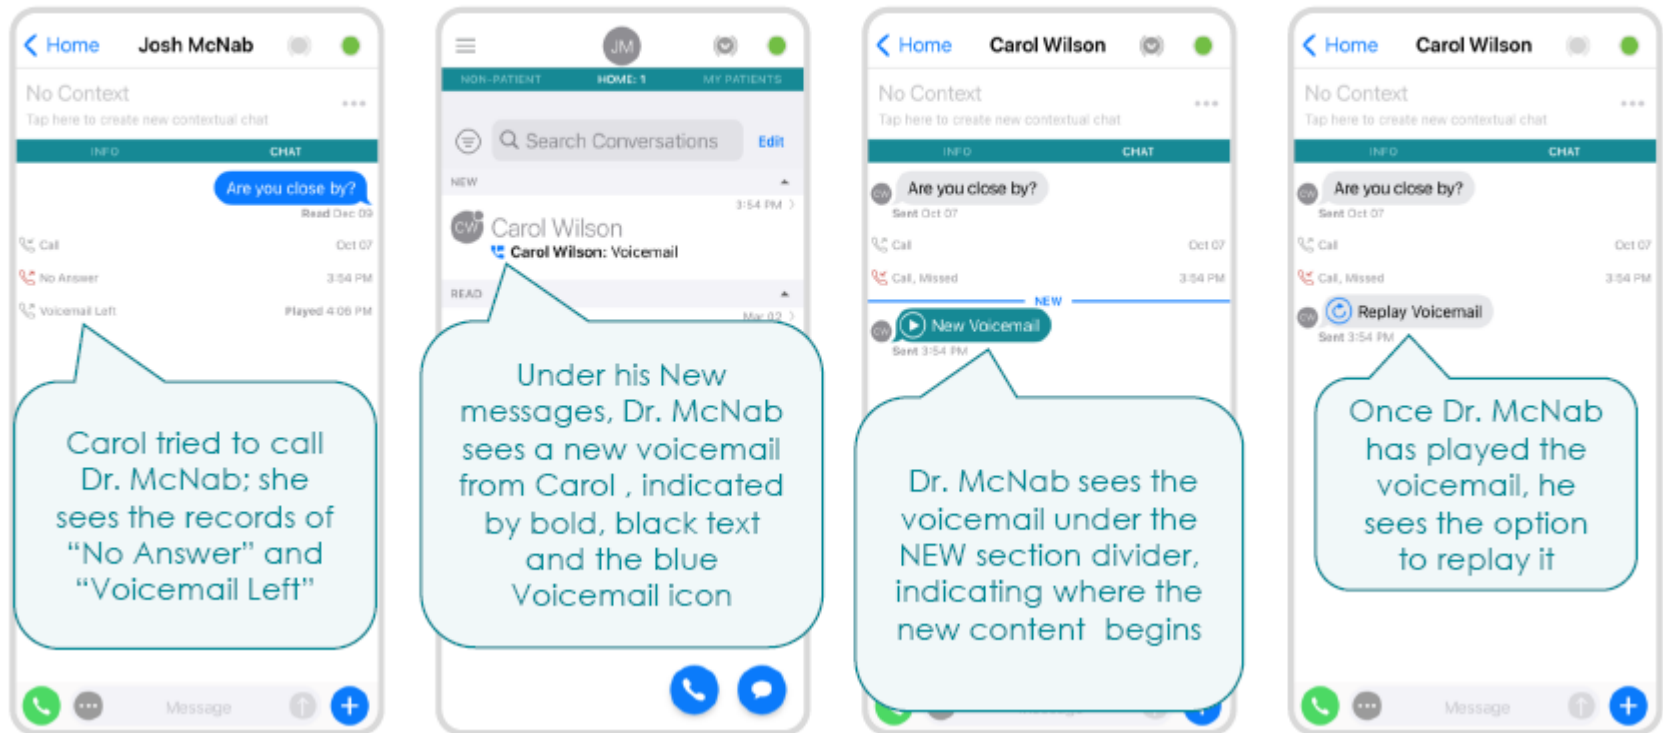 Home
Josh McNab
No Context
Tap here to create new contextual chat
INFO
CHAT
Are you close by?
Read Dec 09
Call
Oct 07
No Answer
3:54 PM
Voicemail Left
Played 4:06 PM
Carol tried to call
Dr. McNab; she
sees the records of
“No Answer” and
“Voicemail Left”
Message
JM
NON-PATIENT
HOME: 1
MY PATIENTS
Search Conversations
Edit
NEW
3:54 PM
CW
Carol Wilson
Carol Wilson: Voicemail
READ
Mar 02
Under his New
messages, Dr. McNab
sees a new voicemail
from Carol , indicated
by bold, black text
and the blue
Voicemail icon
Home
Carol Wilson
No Context
Tap here to create new contextual chat
INFO
CHAT
CW
Are you close by?
Sent Oct 07
Call
Oct 07
Call, Missed
3:54 PM
NEW
CW
New Voicemail
Sent 3:54 PM
Dr. McNab sees the
voicemail under the
NEW section divider,
indicating where the
new content  begins
Home
Carol Wilson
No Context
Tap here to create new contextual chat
INFO
CHAT
CW
Are you close by?
Sent Oct 07
Call
Oct 07
Call, Missed
3:54 PM
CW
Replay Voicemail
Sent 3:54 PM
Once Dr. McNab
has played the
voicemail, he
sees the option
to replay it
Message